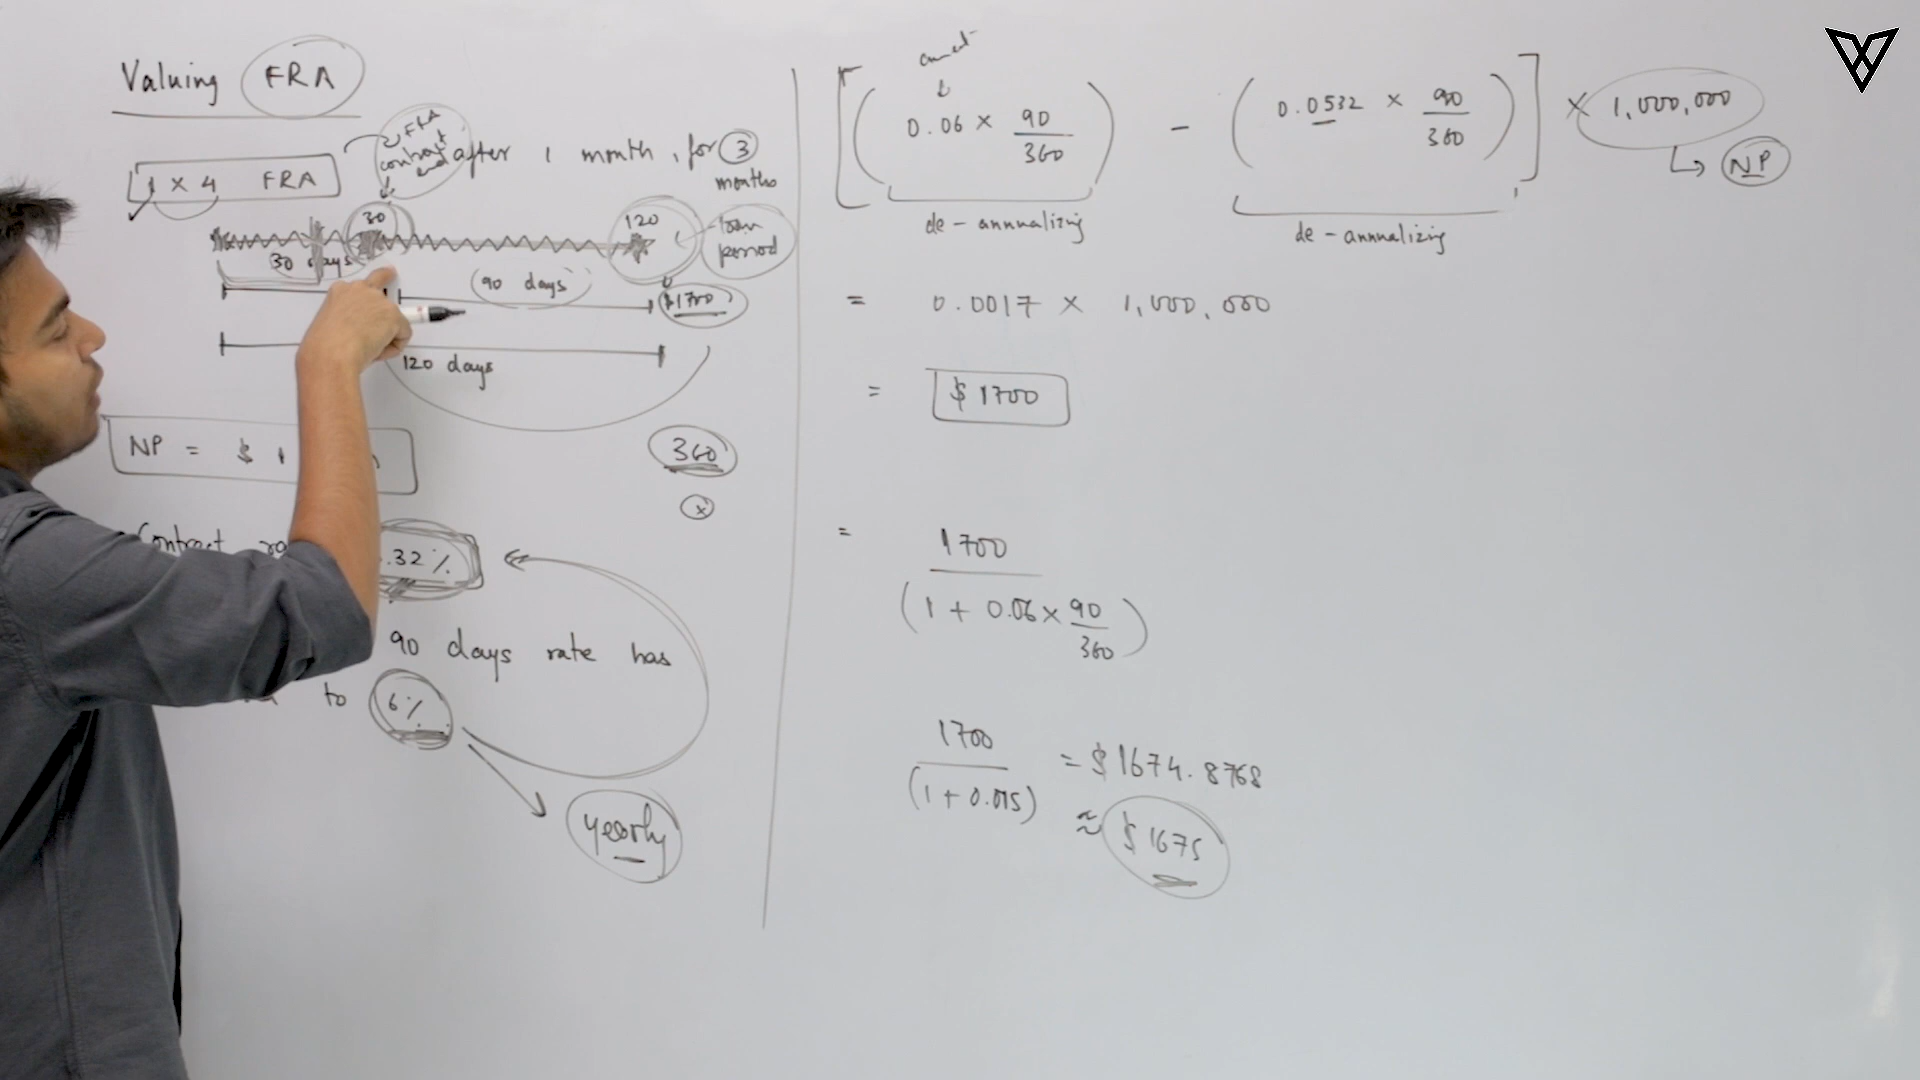 Valuing FRA
1 X 4 FRA
FRA contract end
after 1 month, for 3 months
30
120
loan period
30 days
90 days
$1700
120 days
NP = $ 1
360
x
Contract
.32%
90 days rate has
to 6%
yearly
[(0.06 × 90/360) - (0.0532 × 90/360)] × 1,000,000
NP
de-annualizing
de-annualizing
= 0.0017 × 1,000,000
= $1700
= 1700/(1 + 0.06 × 90/360)
1700/(1 + 0.015) = $1674.8768
≈ $1675